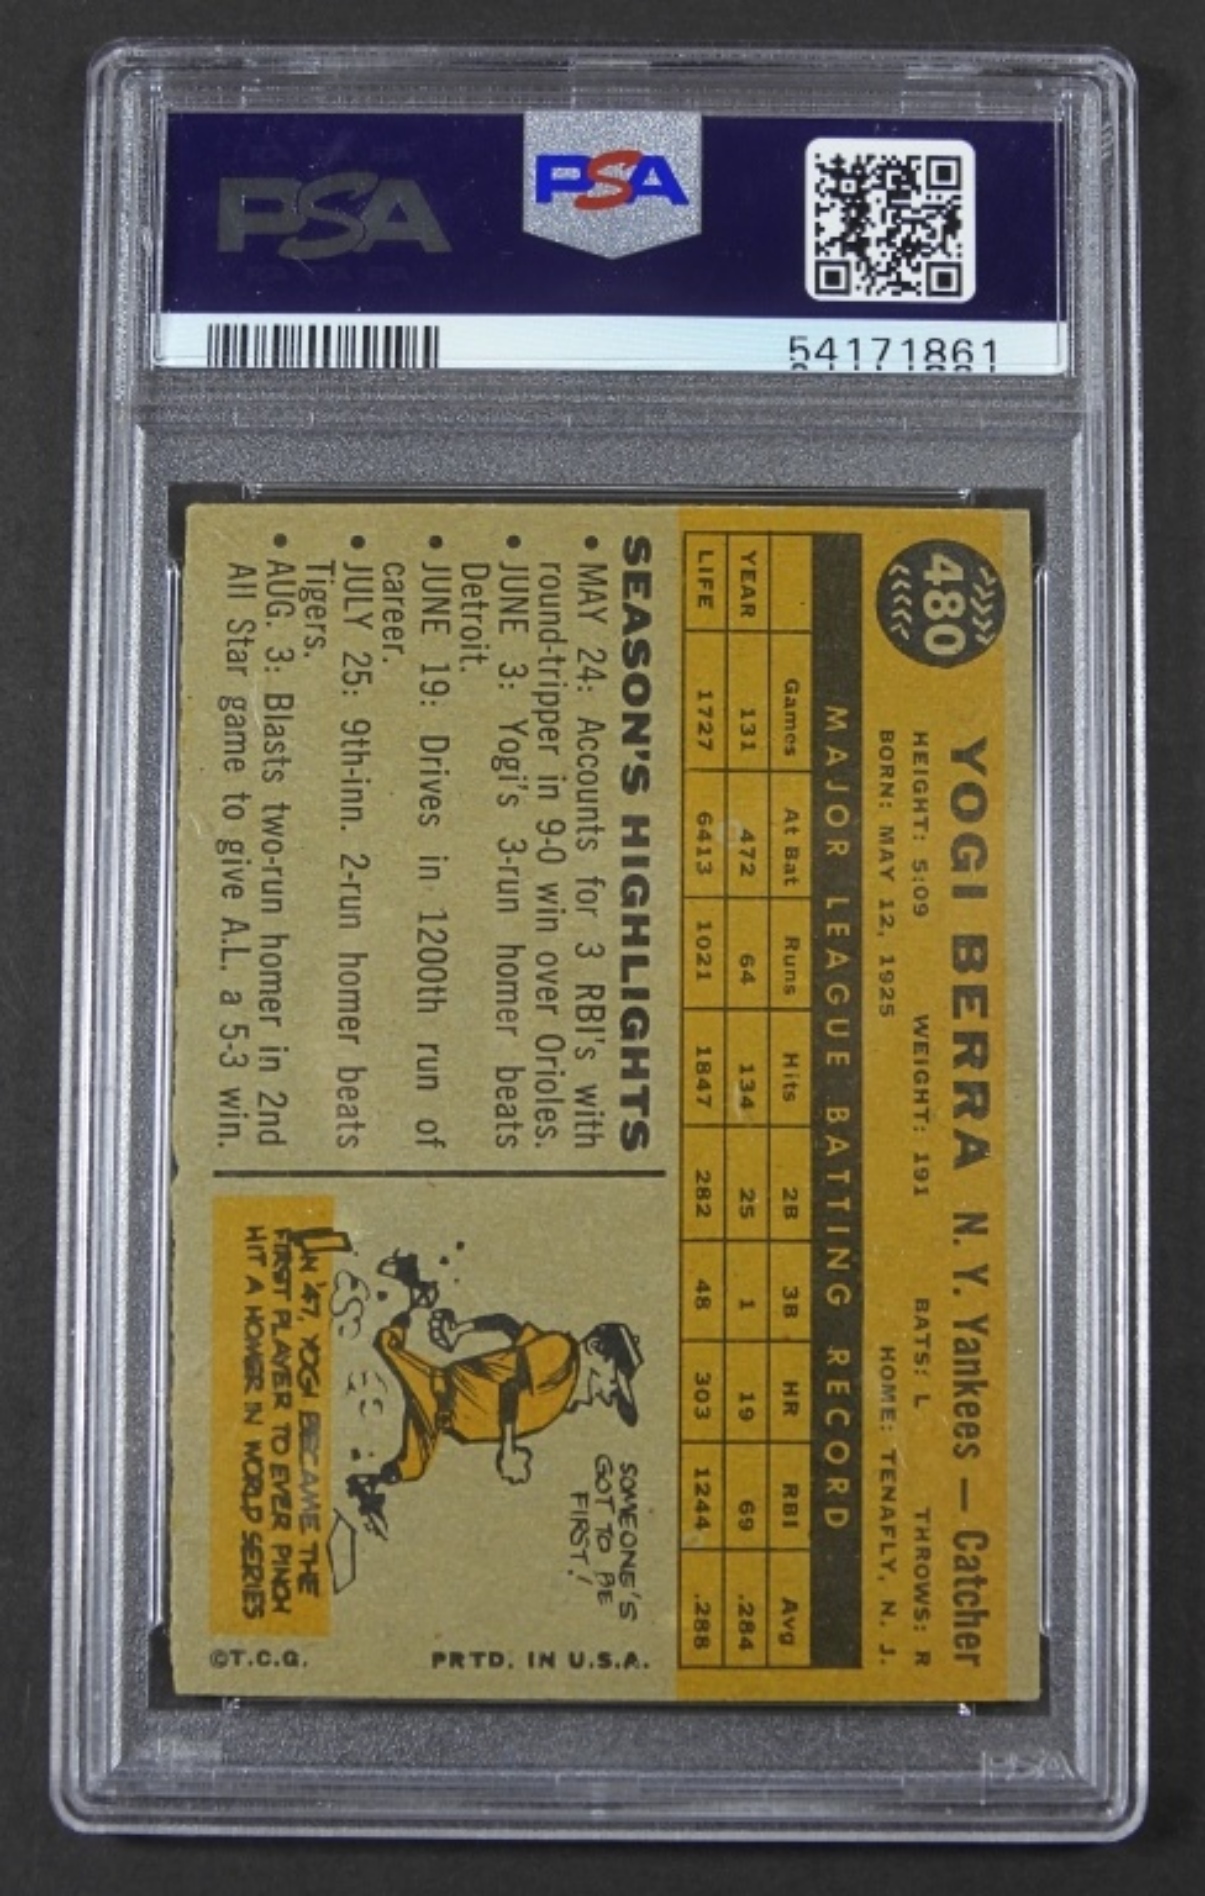 PSA
PSA
54171861
480
YOGI BERRA N. Y. Yankees — Catcher
HEIGHT: 5:09 WEIGHT: 191 BATS: L THROWS: R
BORN: MAY 12, 1925 HOME: TENAFLY, N. J.
MAJOR LEAGUE BATTING RECORD
Games At Bat Runs Hits 2B 3B HR RBI Avg
YEAR 131 472 64 134 25 1 19 69 .284
LIFE 1727 6413 1021 1847 282 48 303 1244 .288
SEASON'S HIGHLIGHTS
• MAY 24: Accounts for 3 RBI's with
round-tripper in 9-0 win over Orioles.
• JUNE 3: Yogi's 3-run homer beats
Detroit.
• JUNE 19: Drives in 1200th run of
career.
• JULY 25: 9th-inn. 2-run homer beats
Tigers.
• AUG. 3: Blasts two-run homer in 2nd
All Star game to give A.L. a 5-3 win.
SOMEONE'S
GOT TO BE
FIRST!
IN '47, YOGI BECAME THE
FIRST PLAYER TO EVER PINCH
HIT A HOMER IN WORLD SERIES
©T.C.G. PRTD. IN U.S.A.
PSA